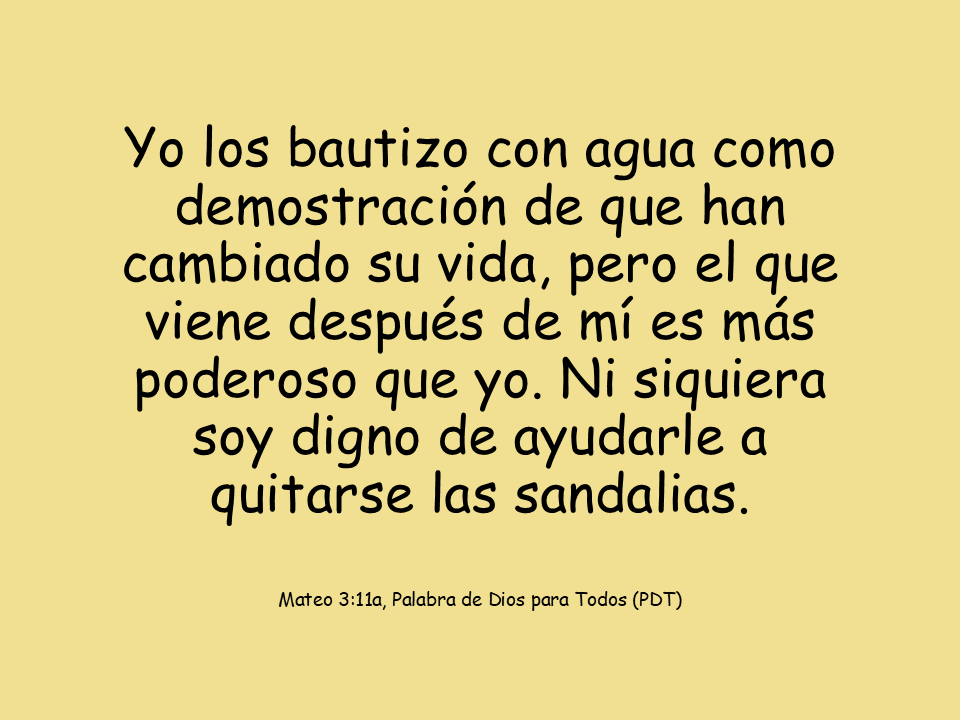 Yo los bautizo con agua como
demostración de que han
cambiado su vida, pero el que
viene después de mí es más
poderoso que yo. Ni siquiera
soy digno de ayudarle a
quitarse las sandalias.
Mateo 3:11a, Palabra de Dios para Todos (PDT)